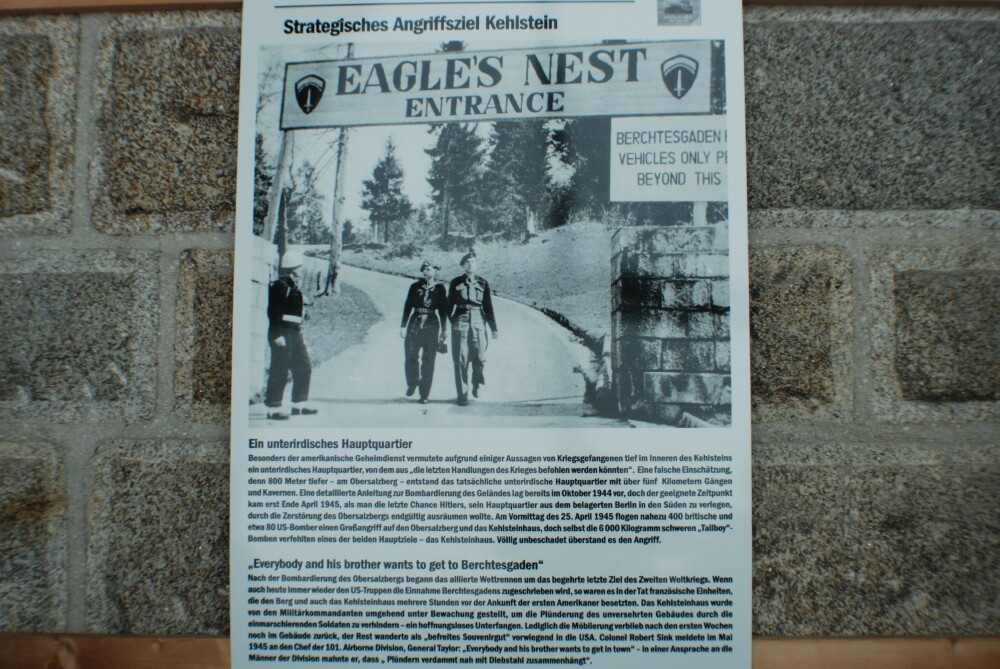 Strategisches Angriffsziel Kehlstein
EAGLE'S NEST
ENTRANCE
BERCHTESGADEN
VEHICLES ONLY PE
BEYOND THIS
Ein unterirdisches Hauptquartier
Besonders der amerikanische Geheimdienst vermutete aufgrund einiger Aussagen von Kriegsgefangenen tief im Inneren des Kehlsteins
ein unterirdisches Hauptquartier, von dem aus „die letzten Handlungen des Krieges befohlen werden könnten“. Eine falsche Einschätzung,
denn 800 Meter tiefer – am Obersalzberg – entstand das tatsächliche unterirdische Hauptquartier mit über fünf Kilometern Gängen
und Kavernen. Eine detaillierte Anleitung zur Bombardierung des Geländes lag bereits im Oktober 1944 vor, doch der geeignete Zeitpunkt
kam erst Ende April 1945, als man die letzte Chance Hitlers, sein Hauptquartier aus dem belagerten Berlin in den Süden zu verlegen,
durch die Zerstörung des Obersalzbergs endgültig ausräumen wollte. Am Vormittag des 25. April 1945 flogen nahezu 400 britische und
etwa 80 US-Bomber einen Großangriff auf den Obersalzberg und das Kehlsteinhaus, doch selbst die 6 000 Kilogramm schweren „Tallboy“-
Bomben verfehlten eines der beiden Hauptziele – das Kehlsteinhaus. Völlig unbeschadet überstand es den Angriff.
„Everybody and his brother wants to get to Berchtesgaden“
Nach der Bombardierung des Obersalzbergs begann das alliierte Wettrennen um das begehrte letzte Ziel des Zweiten Weltkriegs. Wenn
auch heute immer wieder den US-Truppen die Einnahme Berchtesgadens zugeschrieben wird, so waren es in der Tat französische Einheiten,
die den Berg und auch das Kehlsteinhaus mehrere Stunden vor der Ankunft der ersten Amerikaner besetzten. Das Kehlsteinhaus wurde
von den Militärkommandanten umgehend unter Bewachung gestellt, um die Plünderung des unversehrten Gebäudes durch die
einmarschierenden Soldaten zu verhindern – ein hoffnungsloses Unterfangen. Lediglich die Möblierung verblieb nach den ersten Wochen
noch im Gebäude zurück, der Rest wanderte als „befreites Souvenirgut“ vorwiegend in die USA. Colonel Robert Sink meldete im Mai
1945 an den Chef der 101. Airborne Division, General Taylor: „Everybody and his brother wants to get in town“ – in einer Ansprache an die
Männer der Division mahnte er, dass „ Plündern verdammt nah mit Diebstahl zusammenhängt“.